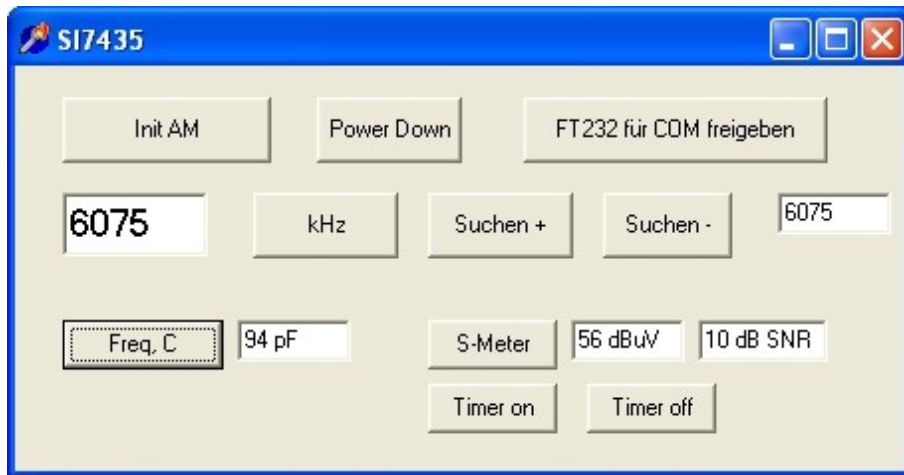 SI7435
Init AM Power Down FT232 für COM freigeben
6075 kHz Suchen + Suchen - 6075
Freq, C 94 pF S-Meter 56 dBuV 10 dB SNR
Timer on Timer off